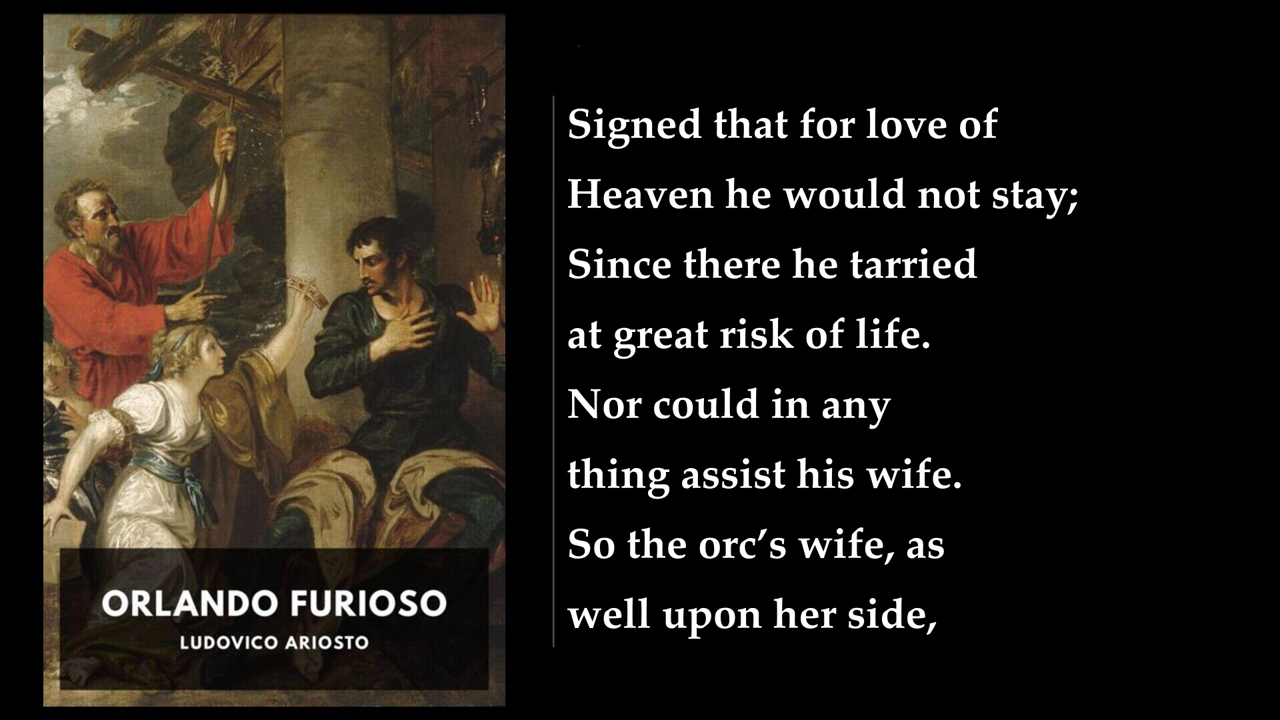 ORLANDO FURIOSO
LUDOVICO ARIOSTO
Signed that for love of
Heaven he would not stay;
Since there he tarried
at great risk of life.
Nor could in any
thing assist his wife.
So the orc’s wife, as
well upon her side,